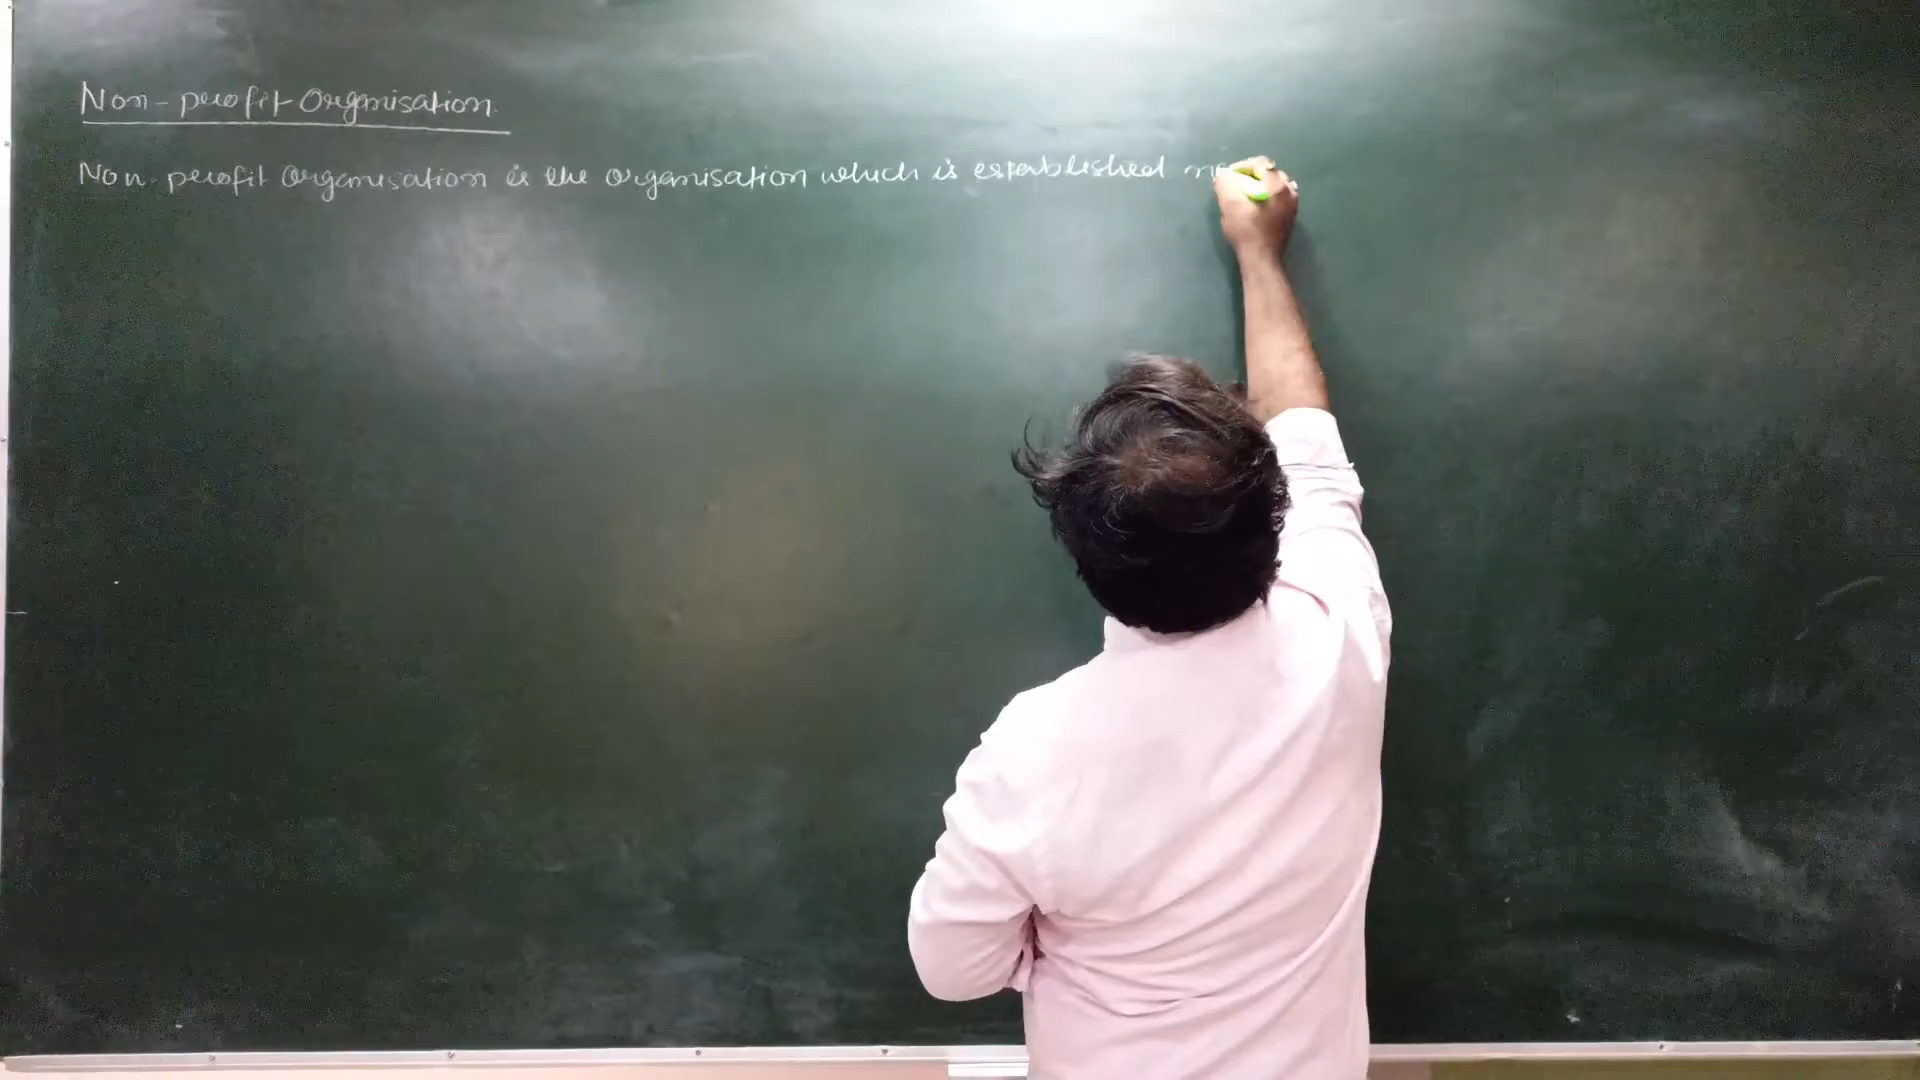 Non-profit Organisation
Non profit Organisation is the organisation which is established